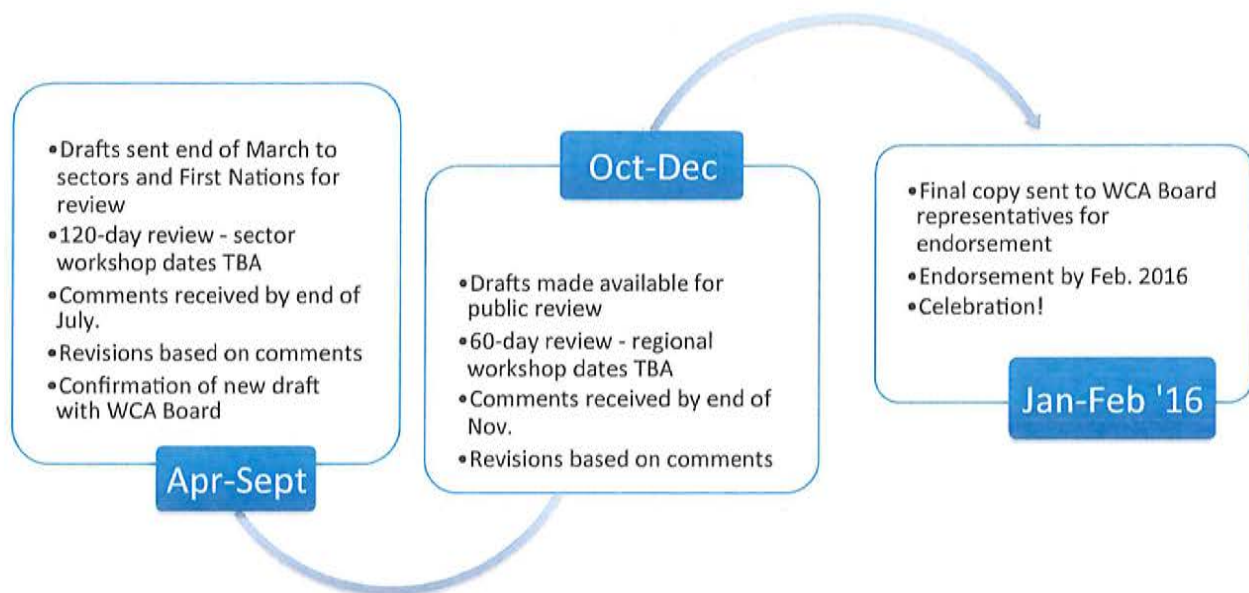 •Drafts sent end of March to
sectors and First Nations for
review
•120-day review - sector
workshop dates TBA
•Comments received by end of
July.
•Revisions based on comments
•Confirmation of new draft
with WCA Board
Apr-Sept
Oct-Dec
•Drafts made available for
public review
•60-day review - regional
workshop dates TBA
•Comments received by end of
Nov.
•Revisions based on comments
•Final copy sent to WCA Board
representatives for
endorsement
•Endorsement by Feb. 2016
•Celebration!
Jan-Feb '16